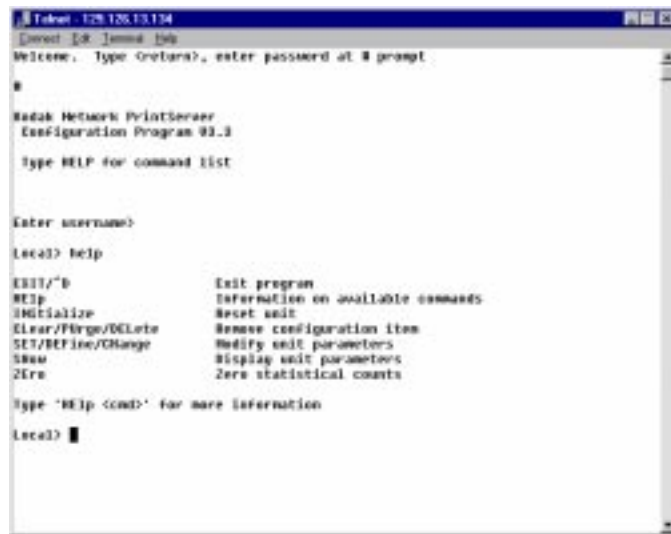 Telnet - 129.126.13.134
Connect Edit Terminal Help
Welcome. Type <return>, enter password at # prompt
#
Kodak Network PrintServer
Configuration Program V3.3
Type HELP for command list
Enter username>
Local> help
EXIT/^D Exit program
HElp Information on available commands
INitialize Reset unit
CLear/PUrge/DELete Remove configuration item
SET/DEFine/CHange Modify unit parameters
SHow Display unit parameters
ZEro Zero statistical counts
Type 'HElp <cmd>' for more information
Local>